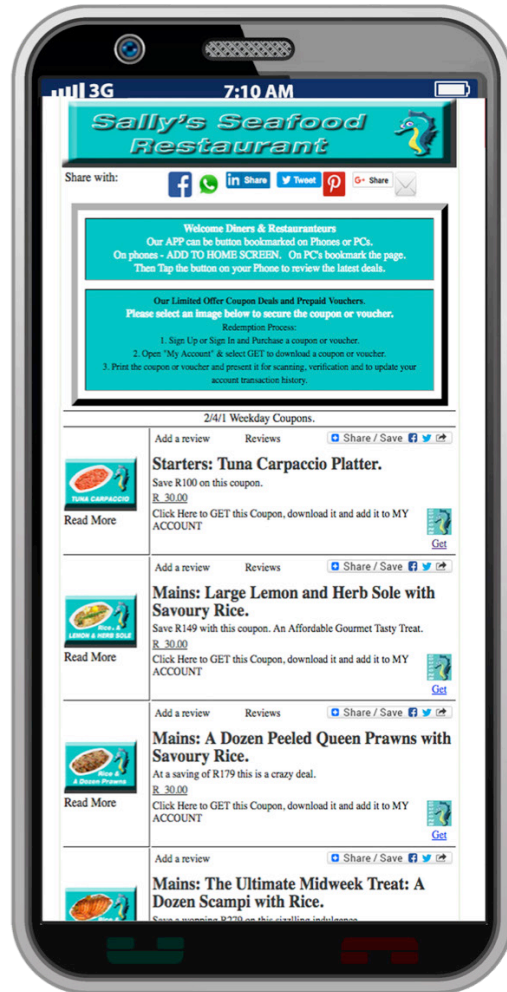 3G
7:10 AM
Sally's Seafood
Restaurant
Share with:
in Share
Tweet
G+ Share
Welcome Diners & Restauranteurs
Our APP can be button bookmarked on Phones or PCs.
On phones - ADD TO HOME SCREEN. On PC's bookmark the page.
Then Tap the button on your Phone to review the latest deals.
Our Limited Offer Coupon Deals and Prepaid Vouchers.
Please select an image below to secure the coupon or voucher.
Redemption Process:
1. Sign Up or Sign In and Purchase a coupon or voucher.
2. Open "My Account" & select GET to download a coupon or voucher.
3. Print the coupon or voucher and present it for scanning, verification and to update your
account transaction history.
2/4/1 Weekday Coupons.
Add a review Reviews Share / Save
Starters: Tuna Carpaccio Platter.
Save R100 on this coupon.
R 30.00
Click Here to GET this Coupon, download it and add it to MY
ACCOUNT
Get
TUNA CARPACCIO
Read More
Add a review Reviews Share / Save
Mains: Large Lemon and Herb Sole with
Savoury Rice.
Save R149 with this coupon. An Affordable Gourmet Tasty Treat.
R 30.00
Click Here to GET this Coupon, download it and add it to MY
ACCOUNT
Get
Rice &
LEMON & HERB SOLE
Read More
Add a review Reviews Share / Save
Mains: A Dozen Peeled Queen Prawns with
Savoury Rice.
At a saving of R179 this is a crazy deal.
R 30.00
Click Here to GET this Coupon, download it and add it to MY
ACCOUNT
Get
Rice &
A Dozen Prawns
Read More
Add a review Share / Save
Mains: The Ultimate Midweek Treat: A
Dozen Scampi with Rice.
Save a wopping R279 on this sizzlling indulgence